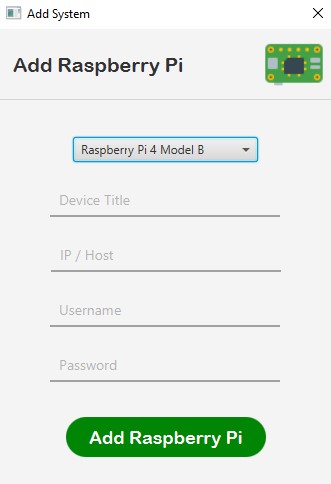 Add System
Add Raspberry Pi
Raspberry Pi 4 Model B
Device Title
IP / Host
Username
Password
Add Raspberry Pi